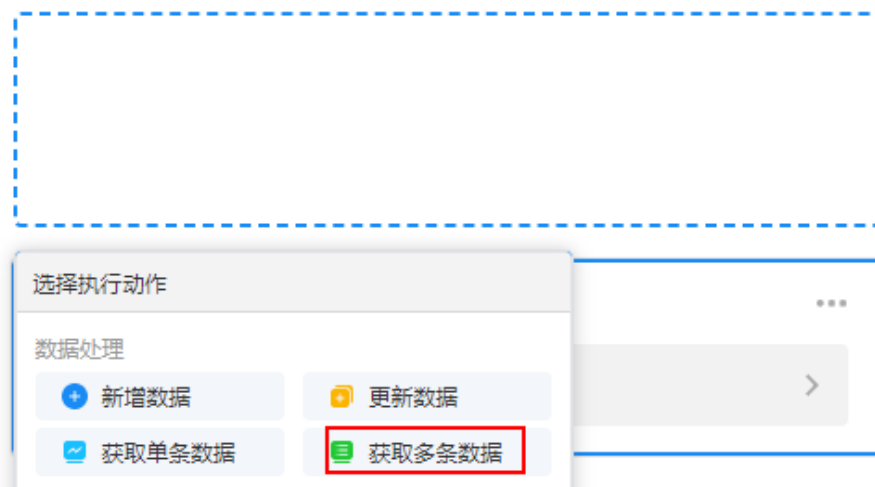 选择执行动作
数据处理
新增数据
更新数据
获取单条数据
获取多条数据